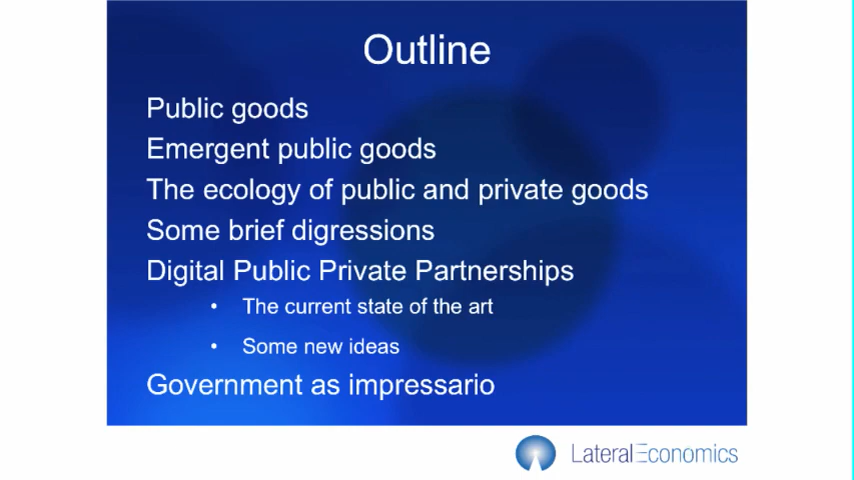 Outline
Public goods
Emergent public goods
The ecology of public and private goods
Some brief digressions
Digital Public Private Partnerships
• The current state of the art
• Some new ideas
Government as impressario
LateralEconomics